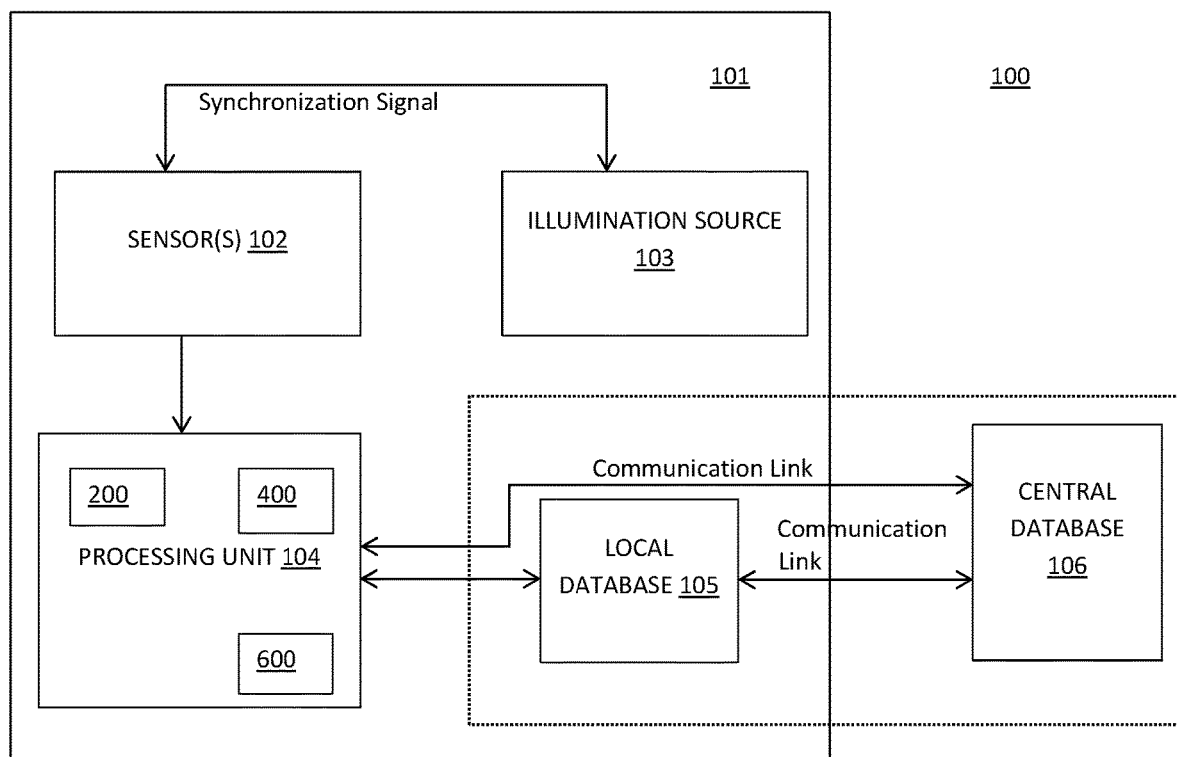 101
100
Synchronization Signal
SENSOR(S) 102
ILLUMINATION SOURCE
103
200
400
PROCESSING UNIT 104
600
Communication Link
LOCAL
DATABASE 105
Communication
Link
CENTRAL
DATABASE
106